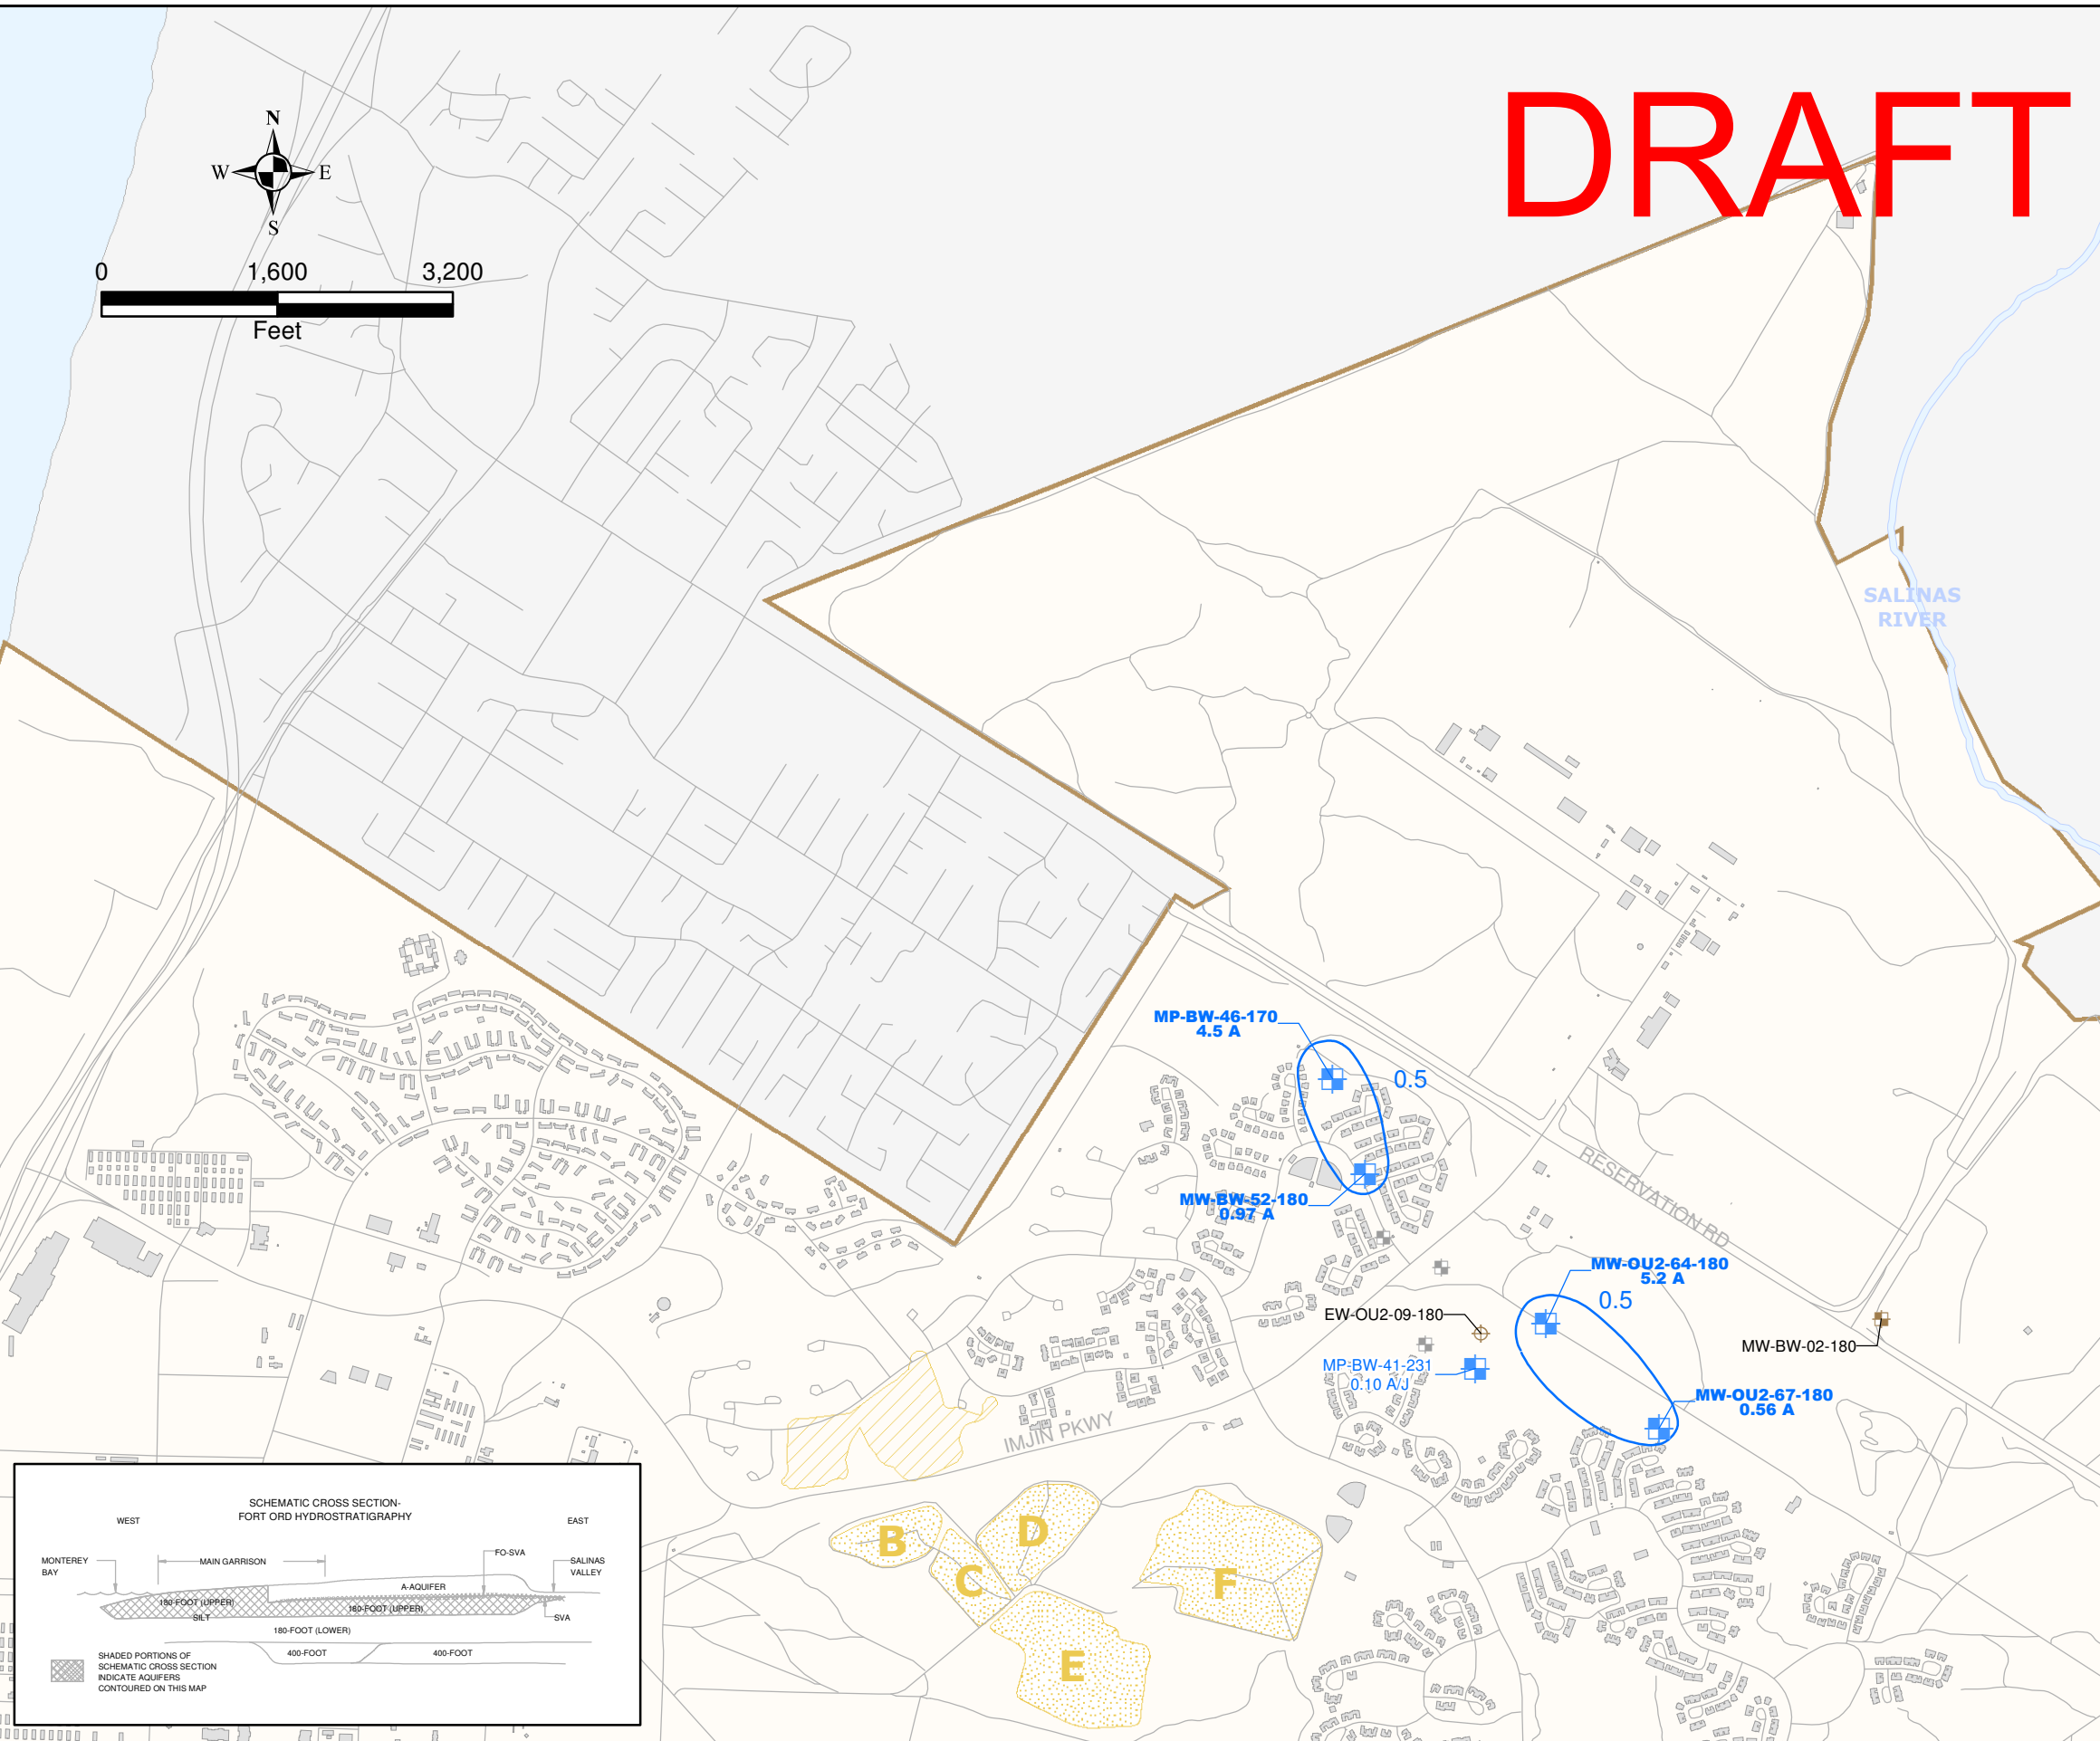 DRAFT
N
W E
S
0 1,600 3,200
Feet
SALINAS
RIVER
MP-BW-46-170
4.5 A
0.5
MW-BW-52-180
0.97 A
RESERVATION RD
MW-OU2-64-180
5.2 A
0.5
EW-OU2-09-180
MW-BW-02-180
MP-BW-41-231
0.10 A/J
MW-OU2-67-180
0.56 A
IMJIN PKWY
B
C
D
E
F
SCHEMATIC CROSS SECTION-
FORT ORD HYDROSTRATIGRAPHY
WEST EAST
MONTEREY
BAY
MAIN GARRISON
FO-SVA
SALINAS
VALLEY
A-AQUIFER
180-FOOT (UPPER)
180-FOOT (UPPER)
SILT
SVA
180-FOOT (LOWER)
400-FOOT 400-FOOT
SHADED PORTIONS OF
SCHEMATIC CROSS SECTION
INDICATE AQUIFERS
CONTOURED ON THIS MAP